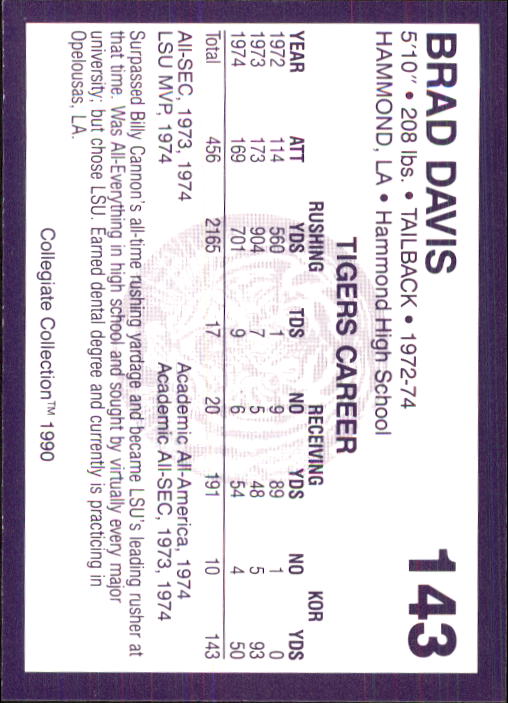 BRAD DAVIS 143
5'10" • 208 lbs. • TAILBACK • 1972-74
HAMMOND, LA • Hammond High School
TIGERS CAREER
RUSHING RECEIVING KOR
YEAR ATT YDS TDS NO YDS NO YDS
1972 114 560 1 9 89 1 0
1973 173 904 7 5 48 5 93
1974 169 701 9 6 54 4 50
Total 456 2165 17 20 191 10 143
All-SEC, 1973, 1974 Academic All-America, 1974
LSU MVP, 1974 Academic All-SEC, 1973, 1974
Surpassed Billy Cannon's all-time rushing yardage and became LSU's leading rusher at
that time. Was All-Everything in high school and sought by virtually every major
university; but chose LSU. Earned dental degree and currently is practicing in
Opelousas, LA.
Collegiate Collection™ 1990